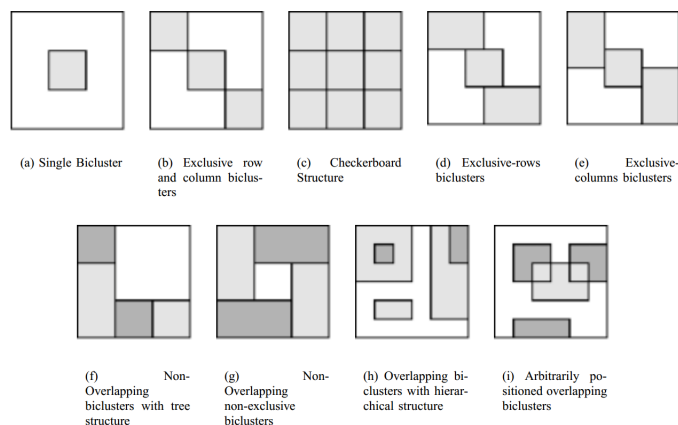 (a) Single Bicluster
(b) Exclusive row
and column biclus-
ters
(c) Checkerboard
Structure
(d) Exclusive-rows
biclusters
(e) Exclusive-
columns biclusters
(f) Non-
Overlapping
biclusters with tree
structure
(g) Non-
Overlapping
non-exclusive
biclusters
(h) Overlapping bi-
clusters with hierar-
chical structure
(i) Arbitrarily po-
sitioned overlapping
biclusters